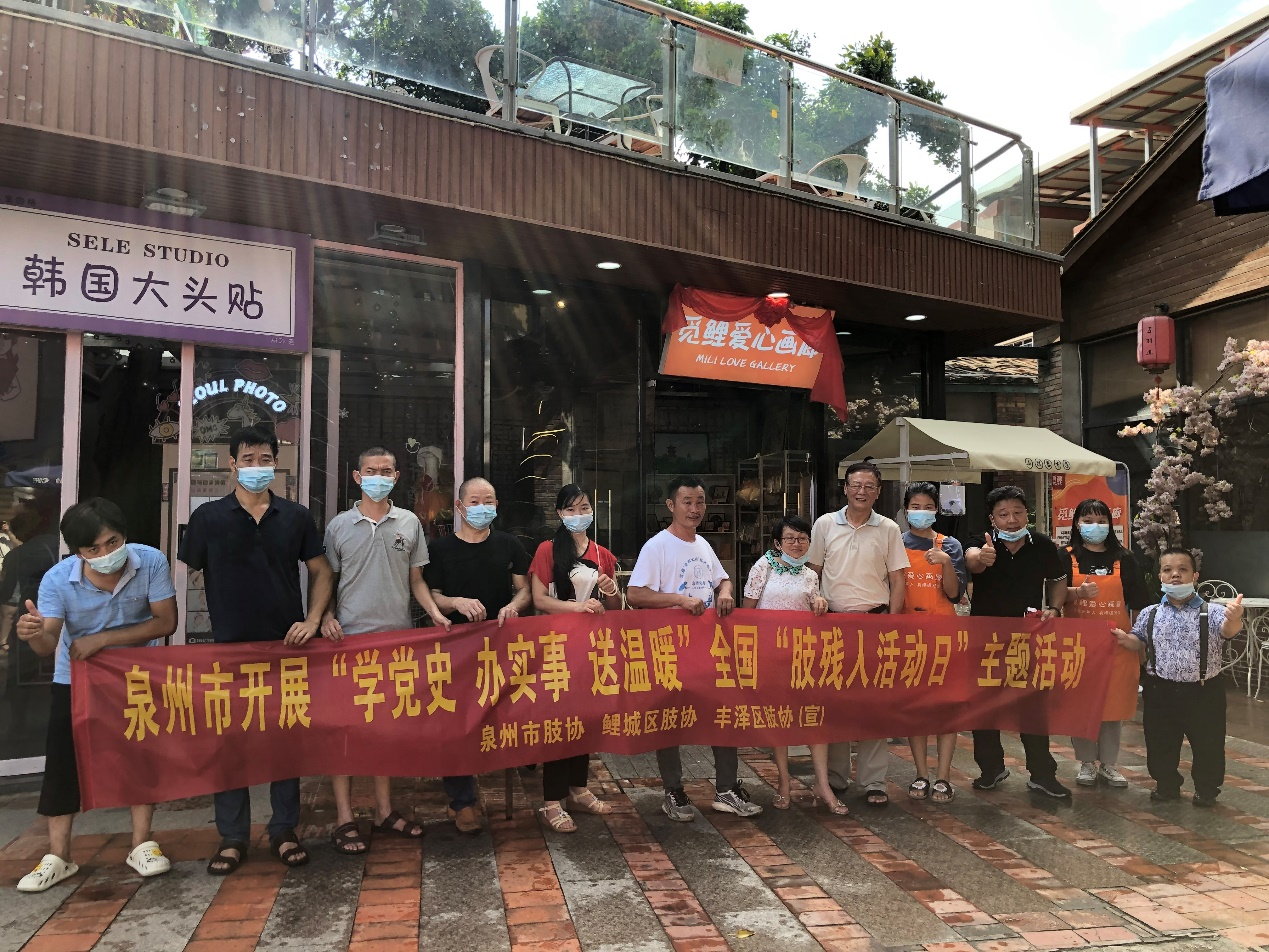 SELE STUDIO
韩国大头贴
SEOUL PHOTO
觅鲤爱心画廊
MILI LOVE GALLERY
泉州市开展“学党史 办实事 送温暖”全国“肢残人活动日”主题活动
泉州市肢协 鲤城区肢协 丰泽区肢协(宣)